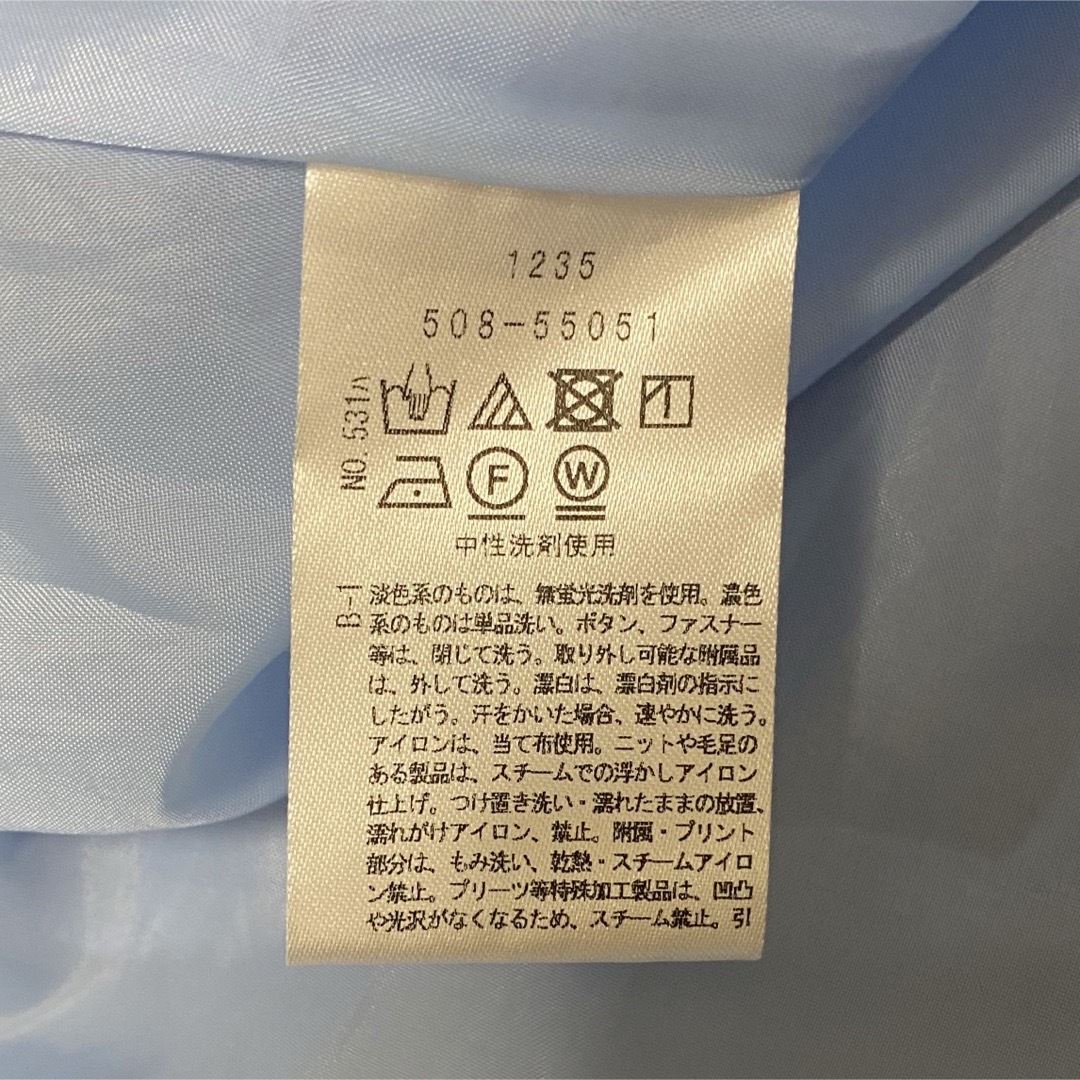 1235
508-55051
NO.531A
F W
中性洗剤使用
B-1
淡色系のものは、無蛍光洗剤を使用。濃色
系のものは単品洗い。ボタン、ファスナー
等は、閉じて洗う。取り外し可能な附属品
は、外して洗う。漂白は、漂白剤の指示に
したがう。汗をかいた場合、速やかに洗う。
アイロンは、当て布使用。ニットや毛足の
ある製品は、スチームでの浮かしアイロン
仕上げ。つけ置き洗い・濡れたままの放置、
濡れがけアイロン、禁止。附属・プリント
部分は、もみ洗い、乾熱・スチームアイロ
ン禁止。プリーツ等特殊加工製品は、凹凸
や光沢がなくなるため、スチーム禁止。引